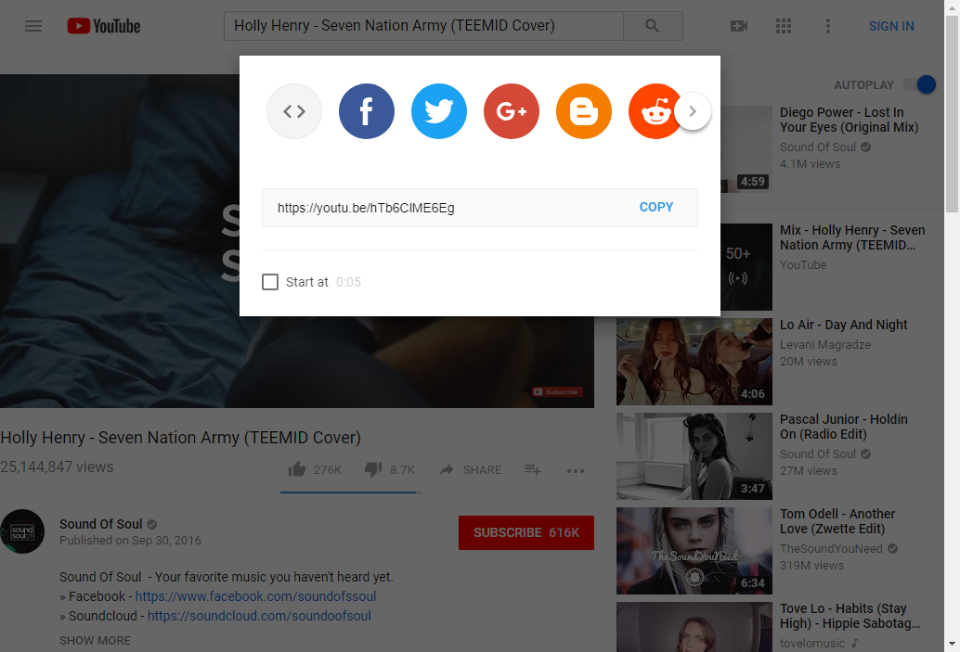 YouTube
Holly Henry - Seven Nation Army (TEEMID Cover)
SIGN IN
f
G+
https://youtu.be/hTb6ClME6Eg
COPY
Start at 0:05
S
S
Subscribe
Holly Henry - Seven Nation Army (TEEMID Cover)
25,144,847 views
276K
8.7K
SHARE
Sound Of Soul
Published on Sep 30, 2016
SUBSCRIBE 616K
Sound Of Soul - Your favorite music you haven't heard yet.
» Facebook - https://www.facebook.com/soundofssoul
» Soundcloud - https://soundcloud.com/soundoofsoul
SHOW MORE
AUTOPLAY
4:59
Diego Power - Lost In
Your Eyes (Original Mix)
Sound Of Soul
4.1M views
50+
Mix - Holly Henry - Seven
Nation Army (TEEMID...
YouTube
4:06
Lo Air - Day And Night
Levani Magradze
20M views
3:47
Pascal Junior - Holdin
On (Radio Edit)
Sound Of Soul
27M views
TheSoundYouNeed
6:34
Tom Odell - Another
Love (Zwette Edit)
TheSoundYouNeed
319M views
Tove Lo - Habits (Stay
High) - Hippie Sabotag...
tovelomusic